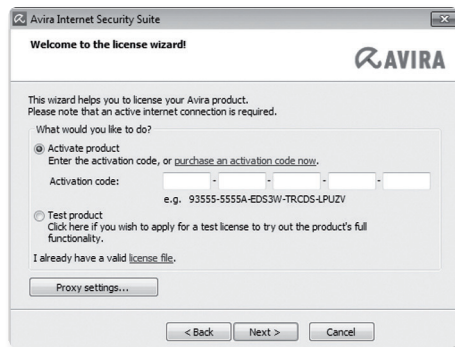 Avira Internet Security Suite
Welcome to the license wizard!
AVIRA
This wizard helps you to license your Avira product.
Please note that an active internet connection is required.
What would you like to do?
Activate product
Enter the activation code, or purchase an activation code now.
Activation code: - - - -
e.g. 93555-5555A-EDS3W-TRCDS-LPUZV
Test product
Click here if you wish to apply for a test license to try out the product's full
functionality.
I already have a valid license file.
Proxy settings...
< Back Next > Cancel